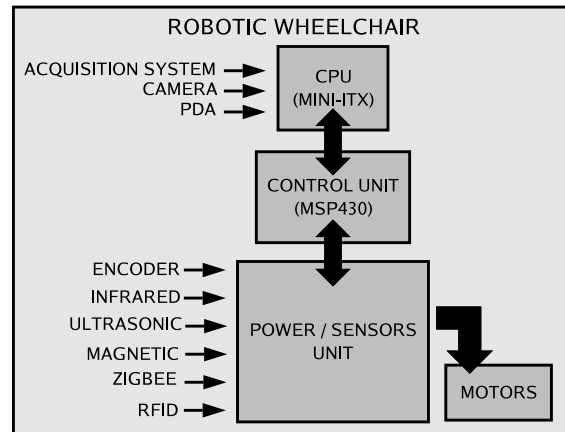 ROBOTIC WHEELCHAIR
ACQUISITION SYSTEM
CAMERA
PDA
CPU
(MINI-ITX)
CONTROL UNIT
(MSP430)
ENCODER
INFRARED
ULTRASONIC
MAGNETIC
ZIGBEE
RFID
POWER / SENSORS
UNIT
MOTORS